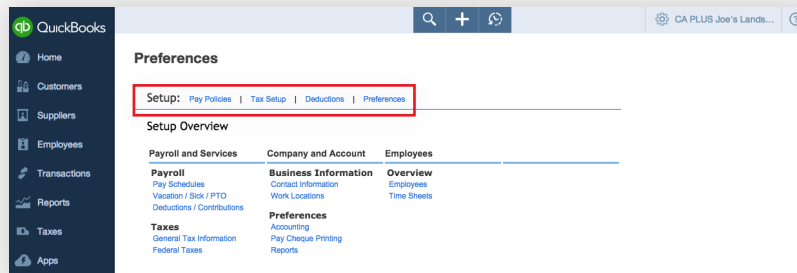 qb QuickBooks
CA PLUS Joe's Lands...
Home
Customers
Suppliers
Employees
Transactions
Reports
Taxes
Apps
Preferences
Setup: Pay Policies | Tax Setup | Deductions | Preferences
Setup Overview
Payroll and Services Company and Account Employees
Payroll Business Information Overview
Pay Schedules Contact Information Employees
Vacation / Sick / PTO Work Locations Time Sheets
Deductions / Contributions
Preferences
Taxes Accounting
General Tax Information Pay Cheque Printing
Federal Taxes Reports